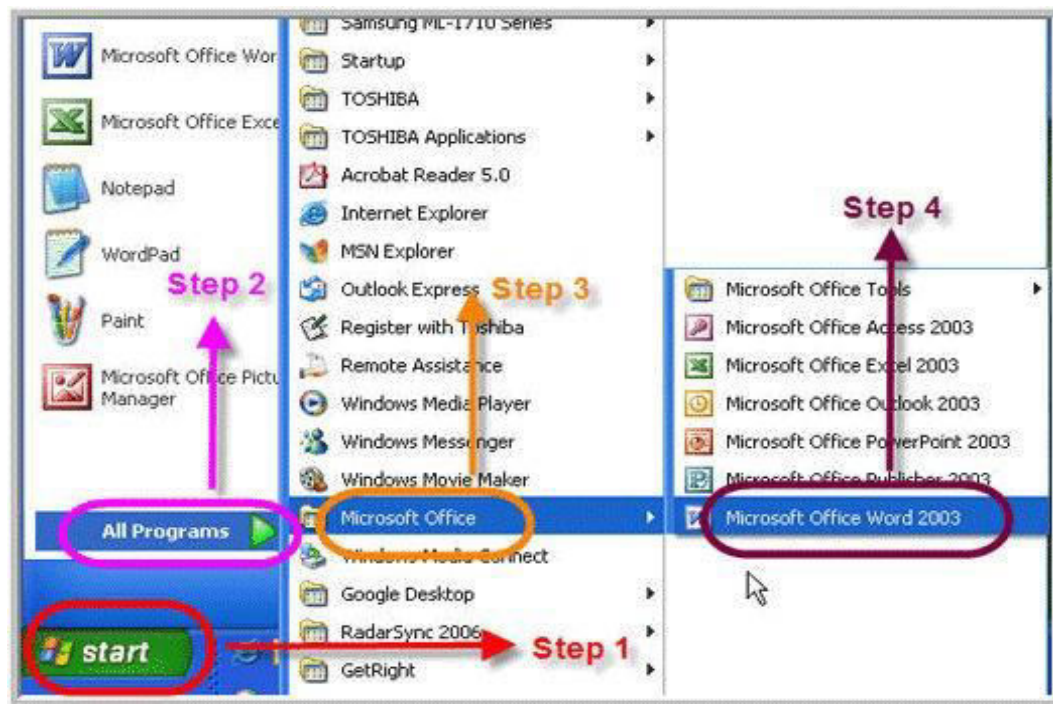 Microsoft Office Wor
Microsoft Office Exce
Notepad
WordPad
Step 2
Paint
Microsoft Office Pictu
Manager
All Programs
start
Samsung ML-1710 Series
Startup
TOSHIBA
TOSHIBA Applications
Acrobat Reader 5.0
Internet Explorer
MSN Explorer
Outlook Express
Step 3
Register with Toshiba
Remote Assistance
Windows Media Player
Windows Messenger
Windows Movie Maker
Microsoft Office
Windows Media Connect
Google Desktop
RadarSync 2006
Step 1
GetRight
Step 4
Microsoft Office Tools
Microsoft Office Access 2003
Microsoft Office Excel 2003
Microsoft Office Outlook 2003
Microsoft Office PowerPoint 2003
Microsoft Office Publisher 2003
Microsoft Office Word 2003